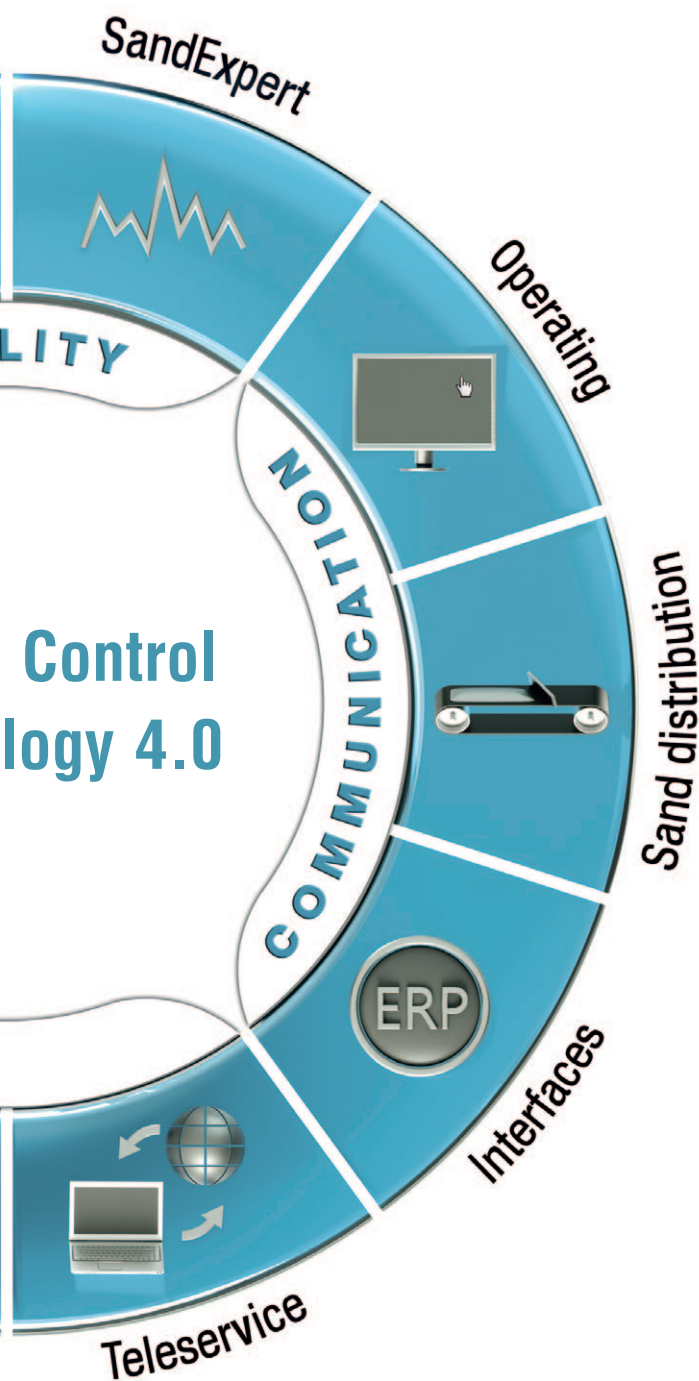 SandExpert
Operating
LITY
COMMUNICATION
Control
logy 4.0
Sand distribution
ERP
Interfaces
Teleservice